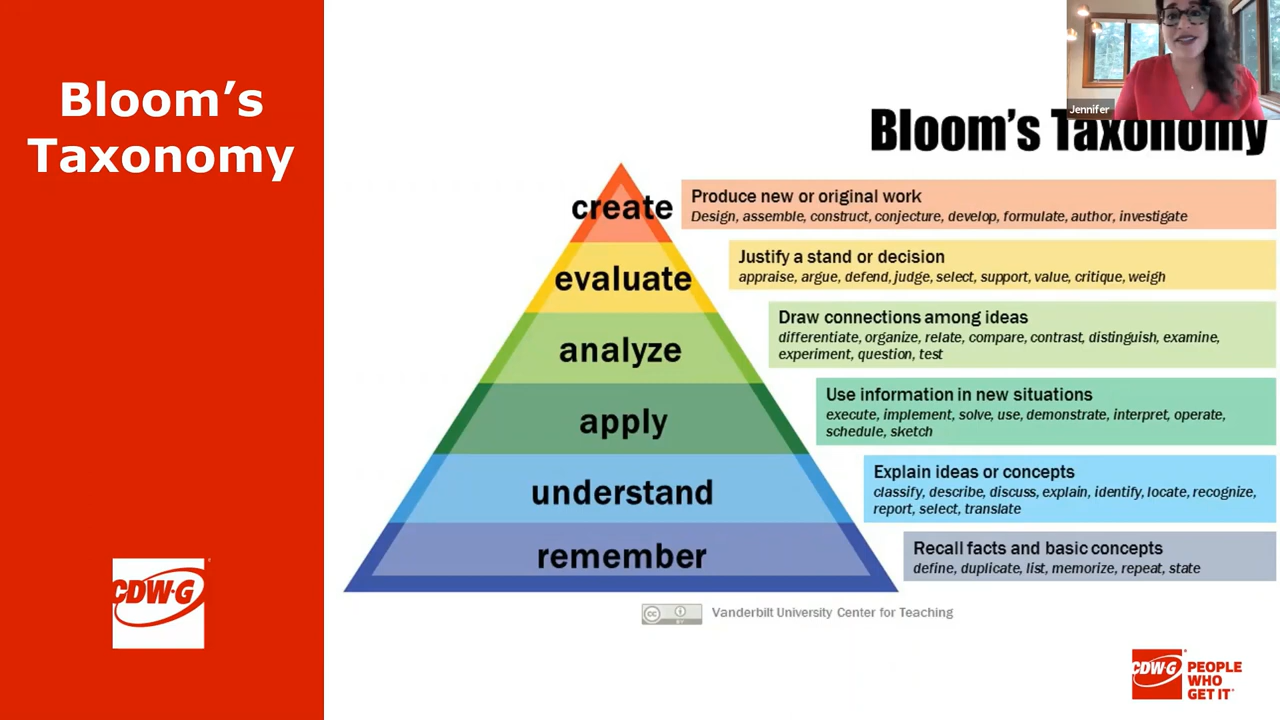 Bloom's
Taxonomy
Jennifer
Bloom's Taxonomy
create
Produce new or original work
Design, assemble, construct, conjecture, develop, formulate, author, investigate
evaluate
Justify a stand or decision
appraise, argue, defend, judge, select, support, value, critique, weigh
analyze
Draw connections among ideas
differentiate, organize, relate, compare, contrast, distinguish, examine,
experiment, question, test
apply
Use information in new situations
execute, implement, solve, use, demonstrate, interpret, operate,
schedule, sketch
understand
Explain ideas or concepts
classify, describe, discuss, explain, identify, locate, recognize,
report, select, translate
remember
Recall facts and basic concepts
define, duplicate, list, memorize, repeat, state
cc BY
Vanderbilt University Center for Teaching
CDW·G
CDW·G
PEOPLE
WHO
GET IT